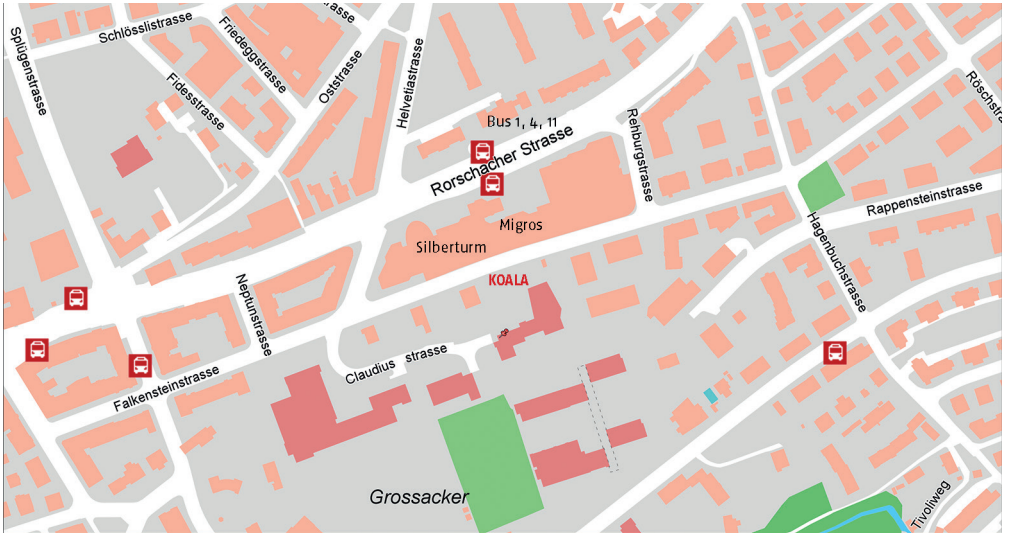 strasse
Schlösslistrasse
Splügenstrasse
Friedeggstrasse
Fidesstrasse
Oststrasse
Helvetiastrasse
Bus 1, 4, 11
Rorschacher Strasse
Rehburgstrasse
Röschstr
Rappensteinstrasse
Hagenbuchstrasse
Migros
Silberturm
KOALA
Neptunstrasse
Claudius strasse
Falkensteinstrasse
Grossacker
Tivoliweg